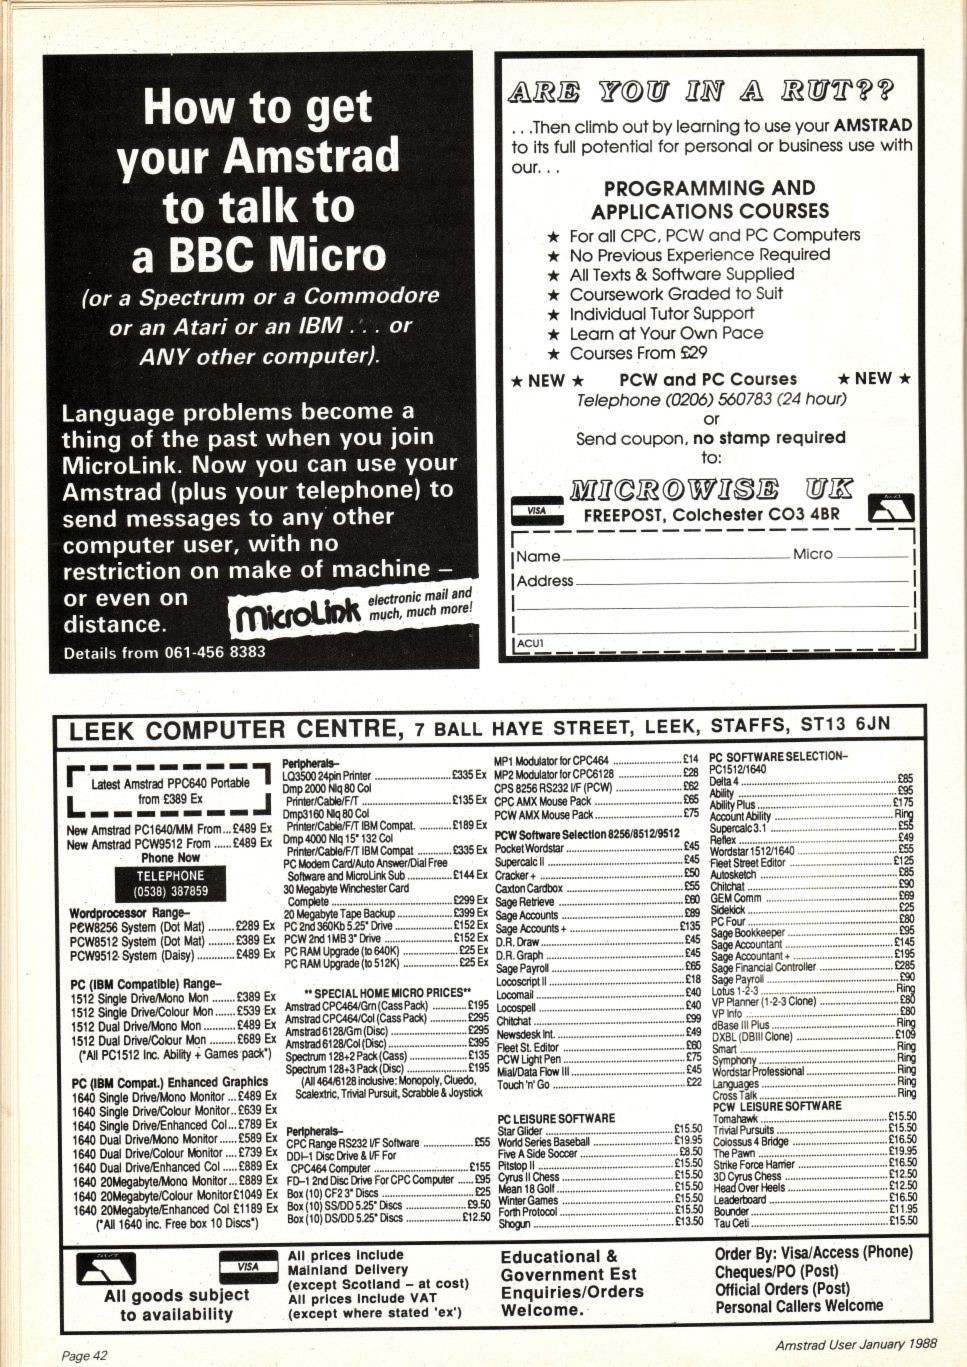 How to get
your Amstrad
to talk to
a BBC Micro
(or a Spectrum or a Commodore
or an Atari or an IBM . . . or
ANY other computer).
Language problems become a
thing of the past when you join
MicroLink. Now you can use your
Amstrad (plus your telephone) to
send messages to any other
computer user, with no
restriction on make of machine –
or even on
distance.
MicroLink electronic mail and
much, much more!
Details from 061-456 8383
ARE YOU IN A RUT??
. . .Then climb out by learning to use your AMSTRAD
to its full potential for personal or business use with
our. . .
PROGRAMMING AND
APPLICATIONS COURSES
★ For all CPC, PCW and PC Computers
★ No Previous Experience Required
★ All Texts & Software Supplied
★ Coursework Graded to Suit
★ Individual Tutor Support
★ Learn at Your Own Pace
★ Courses From £29
★ NEW ★ PCW and PC Courses ★ NEW ★
Telephone (0206) 560783 (24 hour)
or
Send coupon, no stamp required
to:
MICROWISE UK
VISA
FREEPOST, Colchester CO3 4BR
Name Micro
Address
ACU1
LEEK COMPUTER CENTRE, 7 BALL HAYE STREET, LEEK, STAFFS, ST13 6JN
Latest Amstrad PPC640 Portable
from £389 Ex
New Amstrad PC1640/MM From...£489 Ex
New Amstrad PCW9512 From ......£489 Ex
Phone Now
TELEPHONE
(0538) 387859
Wordprocessor Range–
PCW8256 System (Dot Mat) ........£289 Ex
PCW8512 System (Dot Mat) ........£389 Ex
PCW9512 System (Daisy) ..........£489 Ex
PC (IBM Compatible) Range–
1512 Single Drive/Mono Mon .......£389 Ex
1512 Single Drive/Colour Mon .....£539 Ex
1512 Dual Drive/Mono Mon ........£489 Ex
1512 Dual Drive/Colour Mon .......£689 Ex
(*All PC1512 Inc. Ability + Games pack*)
PC (IBM Compat.) Enhanced Graphics
1640 Single Drive/Mono Monitor ...£489 Ex
1640 Single Drive/Colour Monitor..£639 Ex
1640 Single Drive/Enhanced Col...£789 Ex
1640 Dual Drive/Mono Monitor.....£589 Ex
1640 Dual Drive/Colour Monitor ....£739 Ex
1640 Dual Drive/Enhanced Col .....£889 Ex
1640 20Megabyte/Mono Monitor...£889 Ex
1640 20Megabyte/Colour Monitor£1049 Ex
1640 20Megabyte/Enhanced Col £1189 Ex
(*All 1640 inc. Free box 10 Discs*)
Peripherals–
LQ3500 24pin Printer ........£335 Ex
Dmp 2000 Nlq 80 Col
Printer/Cable/F/T ........£135 Ex
Dmp3160 Nlq 80 Col
Printer/Cable/F/T IBM Compat. ........£189 Ex
Dmp 4000 Nlq 15" 132 Col
Printer/Cable/F/T IBM Compat ........£335 Ex
PC Modem Card/Auto Answer/Dial Free
Software and MicroLink Sub ........£144 Ex
30 Megabyte Winchester Card
Complete ........£299 Ex
20 Megabyte Tape Backup ........£399 Ex
PC 2nd 360Kb 5.25" Drive ........£152 Ex
PCW 2nd 1MB 3" Drive ........£152 Ex
PC RAM Upgrade (to 640K) ........£25 Ex
PC RAM Upgrade (to 512K) ........£25 Ex
** SPECIAL HOME MICRO PRICES**
Amstrad CPC464/Grn (Cass Pack) ........£195
Amstrad CPC464/Col (Cass Pack) ........£295
Amstrad 6128/Grn (Disc) ........£295
Amstrad 6128/Col (Disc) ........£395
Spectrum 128+2 Pack (Cass) ........£135
Spectrum 128+3 Pack (Disc) ........£195
(All 464/6128 inclusive: Monopoly, Cluedo,
Scalextric, Trivial Pursuit, Scrabble & Joystick
Peripherals–
CPC Range RS232 I/F Software ........£55
DDI–1 Disc Drive & I/F For
CPC464 Computer ........£155
FD–1 2nd Disc Drive For CPC Computer ......£95
Box (10) CF2 3" Discs ........£25
Box (10) SS/DD 5.25" Discs ........£9.50
Box (10) DS/DD 5.25" Discs ........£12.50
MP1 Modulator for CPC464 ........£14
MP2 Modulator for CPC6128 ........£28
CPS 8256 RS232 I/F (PCW) ........£62
CPC AMX Mouse Pack ........£65
PCW AMX Mouse Pack ........£75
PCW Software Selection 8256/8512/9512
Pocket Wordstar ........£45
Supercalc II ........£45
Cracker + ........£50
Caxton Cardbox ........£55
Sage Retrieve ........£60
Sage Accounts ........£89
Sage Accounts + ........£135
D.R. Draw ........£45
D.R. Graph ........£45
Sage Payroll ........£65
Locoscript II ........£18
Locomail ........£40
Locospell ........£40
Chitchat ........£99
Newsdesk Int. ........£49
Fleet St. Editor ........£60
PCW Light Pen ........£75
Mial/Data Flow III ........£45
Touch 'n' Go ........£22
PC LEISURE SOFTWARE
Star Glider ........£15.50
World Series Baseball ........£19.95
Five A Side Soccer ........£8.50
Pitstop II ........£15.50
Cyrus II Chess ........£15.50
Mean 18 Golf ........£15.50
Winter Games ........£15.50
Forth Protocol ........£15.50
Shogun ........£13.50
PC SOFTWARE SELECTION–
PC1512/1640
Delta 4 ........£85
Ability ........£95
Ability Plus ........£175
Account Ability ........Ring
Supercalc 3.1 ........£55
Reflex ........£49
Wordstar 1512/1640 ........£55
Fleet Street Editor ........£125
Autosketch ........£85
Chitchat ........£90
GEM Comm ........£69
Sidekick ........£25
PC Four ........£80
Sage Bookkeeper ........£95
Sage Accountant ........£145
Sage Accountant + ........£195
Sage Financial Controller ........£285
Sage Payroll ........£90
Lotus 1-2-3 ........Ring
VP Planner (1-2-3 Clone) ........£80
VP Info ........£80
dBase III Plus ........Ring
DXBL (DBIII Clone) ........£109
Smart ........Ring
Symphony ........Ring
Wordstar Professional ........Ring
Languages ........Ring
Cross Talk ........Ring
PCW LEISURE SOFTWARE
Tomahawk ........£15.50
Trivial Pursuits ........£15.50
Colossus 4 Bridge ........£16.50
The Pawn ........£19.95
Strike Force Harrier ........£16.50
3D Cyrus Chess ........£12.50
Head Over Heels ........£12.50
Leaderboard ........£16.50
Bounder ........£11.95
Tau Ceti ........£15.50
VISA
All goods subject
to availability
All prices include
Mainland Delivery
(except Scotland – at cost)
All prices include VAT
(except where stated 'ex')
Educational &
Government Est
Enquiries/Orders
Welcome.
Order By: Visa/Access (Phone)
Cheques/PO (Post)
Official Orders (Post)
Personal Callers Welcome
Page 42
Amstrad User January 1988